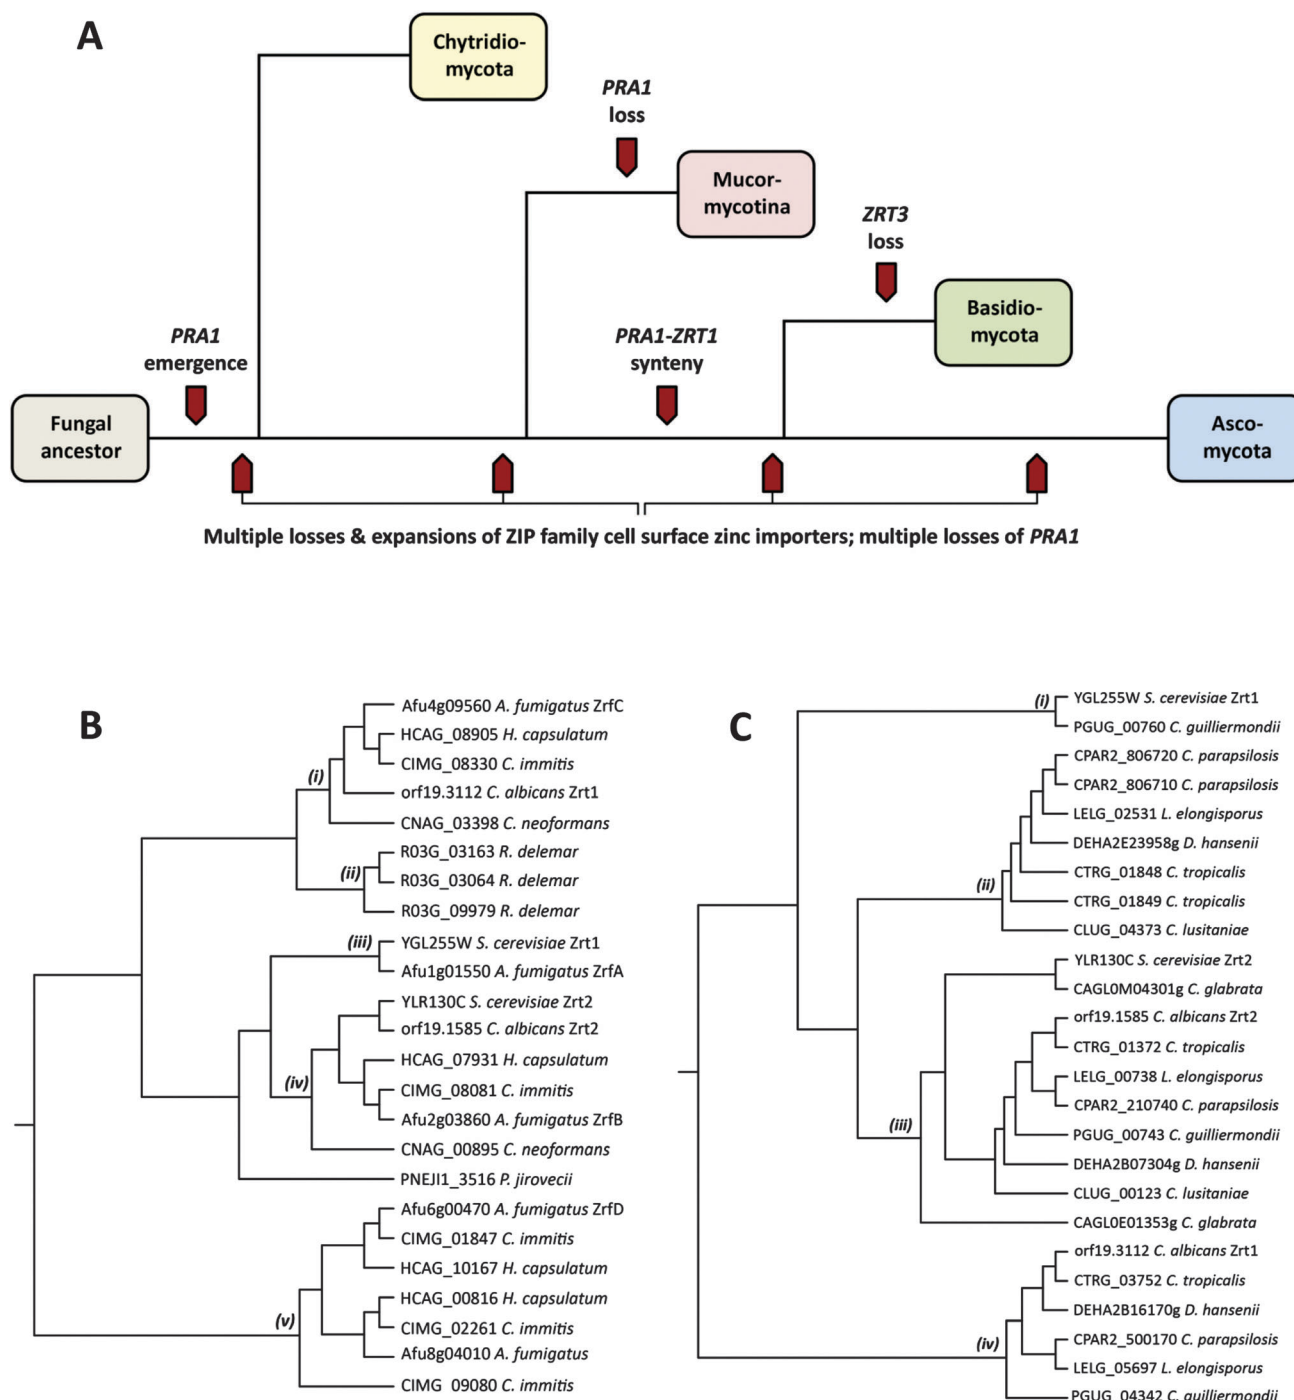 A
Chytridio-
mycota
PRA1
loss
Mucor-
mycotina
ZRT3
loss
Basidio-
mycota
PRA1
emergence
PRA1-ZRT1
synteny
Fungal
ancestor
Asco-
mycota
Multiple losses & expansions of ZIP family cell surface zinc importers; multiple losses of PRA1
B
Afu4g09560 A. fumigatus ZrfC
HCAG_08905 H. capsulatum
(i)
CIMG_08330 C. immitis
orf19.3112 C. albicans Zrt1
CNAG_03398 C. neoformans
R03G_03163 R. delemar
(ii)
R03G_03064 R. delemar
R03G_09979 R. delemar
(iii)
YGL255W S. cerevisiae Zrt1
Afu1g01550 A. fumigatus ZrfA
YLR130C S. cerevisiae Zrt2
orf19.1585 C. albicans Zrt2
HCAG_07931 H. capsulatum
(iv)
CIMG_08081 C. immitis
Afu2g03860 A. fumigatus ZrfB
CNAG_00895 C. neoformans
PNEJI1_3516 P. jirovecii
Afu6g00470 A. fumigatus ZrfD
CIMG_01847 C. immitis
HCAG_10167 H. capsulatum
HCAG_00816 H. capsulatum
(v)
CIMG_02261 C. immitis
Afu8g04010 A. fumigatus
CIMG_09080 C. immitis
C
(i)
YGL255W S. cerevisiae Zrt1
PGUG_00760 C. guilliermondii
CPAR2_806720 C. parapsilosis
CPAR2_806710 C. parapsilosis
LELG_02531 L. elongisporus
DEHA2E23958g D. hansenii
(ii)
CTRG_01848 C. tropicalis
CTRG_01849 C. tropicalis
CLUG_04373 C. lusitaniae
YLR130C S. cerevisiae Zrt2
CAGL0M04301g C. glabrata
orf19.1585 C. albicans Zrt2
CTRG_01372 C. tropicalis
LELG_00738 L. elongisporus
CPAR2_210740 C. parapsilosis
(iii)
PGUG_00743 C. guilliermondii
DEHA2B07304g D. hansenii
CLUG_00123 C. lusitaniae
CAGL0E01353g C. glabrata
orf19.3112 C. albicans Zrt1
CTRG_03752 C. tropicalis
DEHA2B16170g D. hansenii
(iv)
CPAR2_500170 C. parapsilosis
LELG_05697 L. elongisporus
PGUG_04342 C. guilliermondii